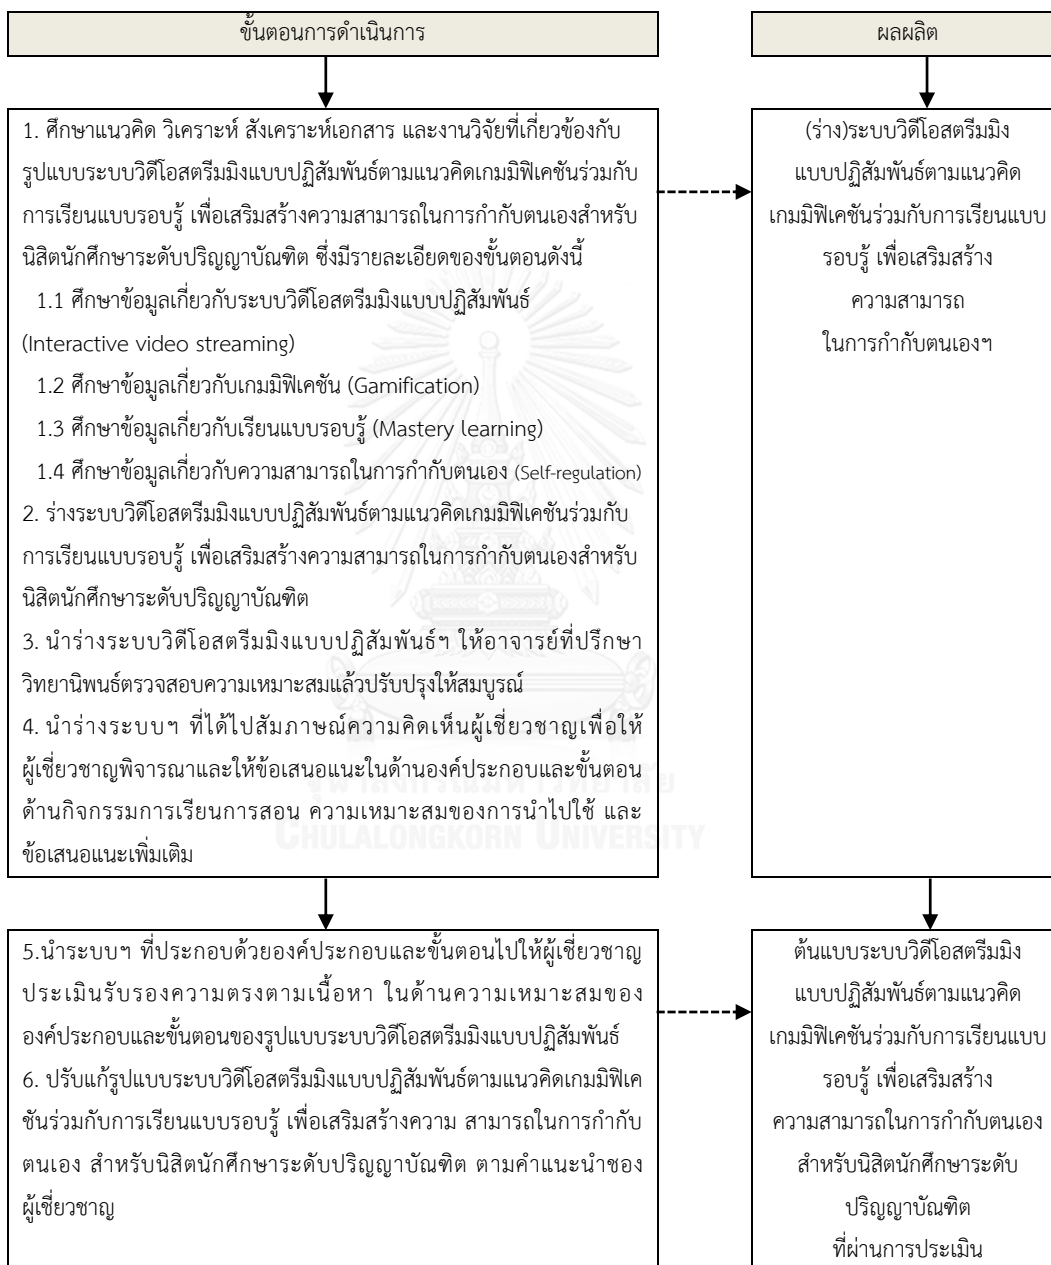 ขั้นตอนการดำเนินการ
ผลผลิต
1. ศึกษาแนวคิด วิเคราะห์ สังเคราะห์เอกสาร และงานวิจัยที่เกี่ยวข้องกับ
รูปแบบระบบวิดีโอสตรีมมิงแบบปฏิสัมพันธ์ตามแนวคิดเกมมิฟิเคชันร่วมกับ
การเรียนแบบรอบรู้ เพื่อเสริมสร้างความสามารถในการกำกับตนเองสำหรับ
นิสิตนักศึกษาระดับปริญญาบัณฑิต ซึ่งมีรายละเอียดของขั้นตอนดังนี้
1.1 ศึกษาข้อมูลเกี่ยวกับระบบวิดีโอสตรีมมิงแบบปฏิสัมพันธ์
(Interactive video streaming)
1.2 ศึกษาข้อมูลเกี่ยวกับเกมมิฟิเคชัน (Gamification)
1.3 ศึกษาข้อมูลเกี่ยวกับเรียนแบบรอบรู้ (Mastery learning)
1.4 ศึกษาข้อมูลเกี่ยวกับความสามารถในการกำกับตนเอง (Self-regulation)
2. ร่างระบบวิดีโอสตรีมมิงแบบปฏิสัมพันธ์ตามแนวคิดเกมมิฟิเคชันร่วมกับ
การเรียนแบบรอบรู้ เพื่อเสริมสร้างความสามารถในการกำกับตนเองสำหรับ
นิสิตนักศึกษาระดับปริญญาบัณฑิต
3. นำร่างระบบวิดีโอสตรีมมิงแบบปฏิสัมพันธ์ฯ ให้อาจารย์ที่ปรึกษา
วิทยานิพนธ์ตรวจสอบความเหมาะสมแล้วปรับปรุงให้สมบูรณ์
4. นำร่างระบบฯ ที่ได้ไปสัมภาษณ์ความคิดเห็นผู้เชี่ยวชาญเพื่อให้
ผู้เชี่ยวชาญพิจารณาและให้ข้อเสนอแนะในด้านองค์ประกอบและขั้นตอน
ด้านกิจกรรมการเรียนการสอน ความเหมาะสมของการนำไปใช้ และ
ข้อเสนอแนะเพิ่มเติม
(ร่าง)ระบบวิดีโอสตรีมมิง
แบบปฏิสัมพันธ์ตามแนวคิด
เกมมิฟิเคชันร่วมกับการเรียนแบบ
รอบรู้ เพื่อเสริมสร้าง
ความสามารถ
ในการกำกับตนเองฯ
จุฬาลงกรณ์มหาวิทยาลัย
CHULALONGKORN UNIVERSITY
5.นำระบบฯ ที่ประกอบด้วยองค์ประกอบและขั้นตอนไปให้ผู้เชี่ยวชาญ
ประเมินรับรองความตรงตามเนื้อหา ในด้านความเหมาะสมของ
องค์ประกอบและขั้นตอนของรูปแบบระบบวิดีโอสตรีมมิงแบบปฏิสัมพันธ์
6. ปรับแก้รูปแบบระบบวิดีโอสตรีมมิงแบบปฏิสัมพันธ์ตามแนวคิดเกมมิฟิเค
ชันร่วมกับการเรียนแบบรอบรู้ เพื่อเสริมสร้างความ สามารถในการกำกับ
ตนเอง สำหรับนิสิตนักศึกษาระดับปริญญาบัณฑิต ตามคำแนะนำชอง
ผู้เชี่ยวชาญ
ต้นแบบระบบวิดีโอสตรีมมิง
แบบปฏิสัมพันธ์ตามแนวคิด
เกมมิฟิเคชันร่วมกับการเรียนแบบ
รอบรู้ เพื่อเสริมสร้าง
ความสามารถในการกำกับตนเอง
สำหรับนิสิตนักศึกษาระดับ
ปริญญาบัณฑิต
ที่ผ่านการประเมิน